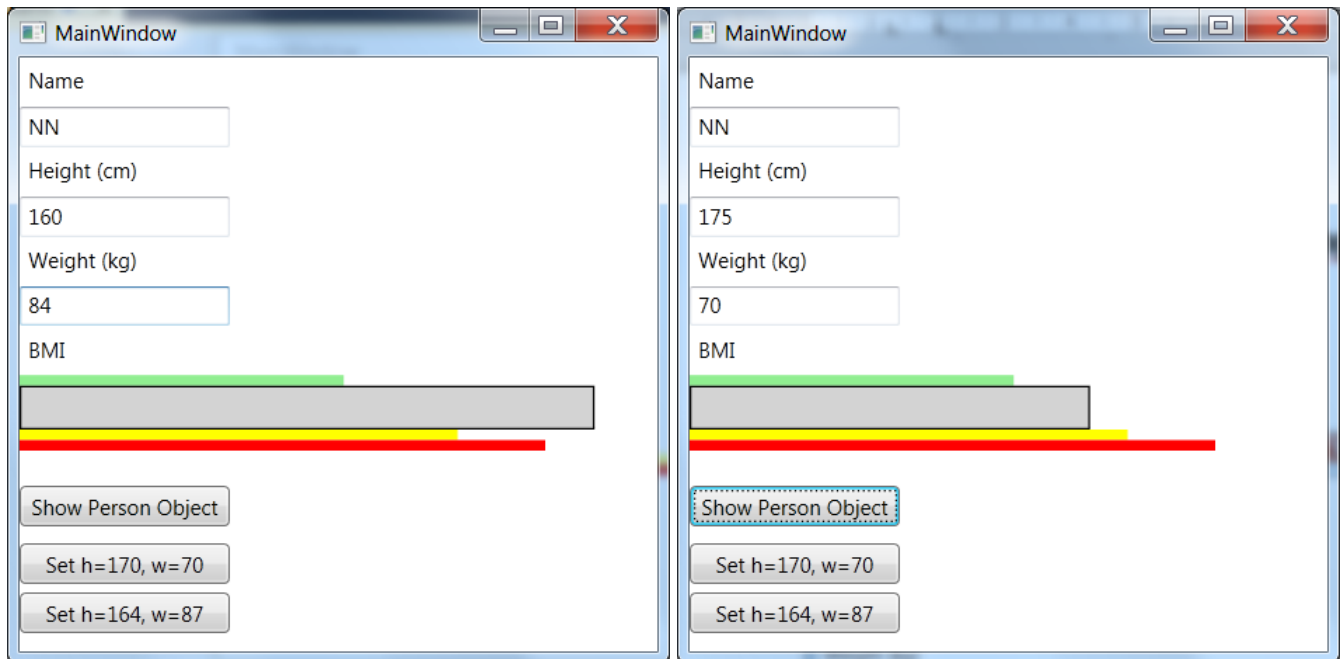 MainWindow
Name
NN
Height (cm)
160
Weight (kg)
84
BMI
Show Person Object
Set h=170, w=70
Set h=164, w=87
MainWindow
Name
NN
Height (cm)
175
Weight (kg)
70
BMI
Show Person Object
Set h=170, w=70
Set h=164, w=87